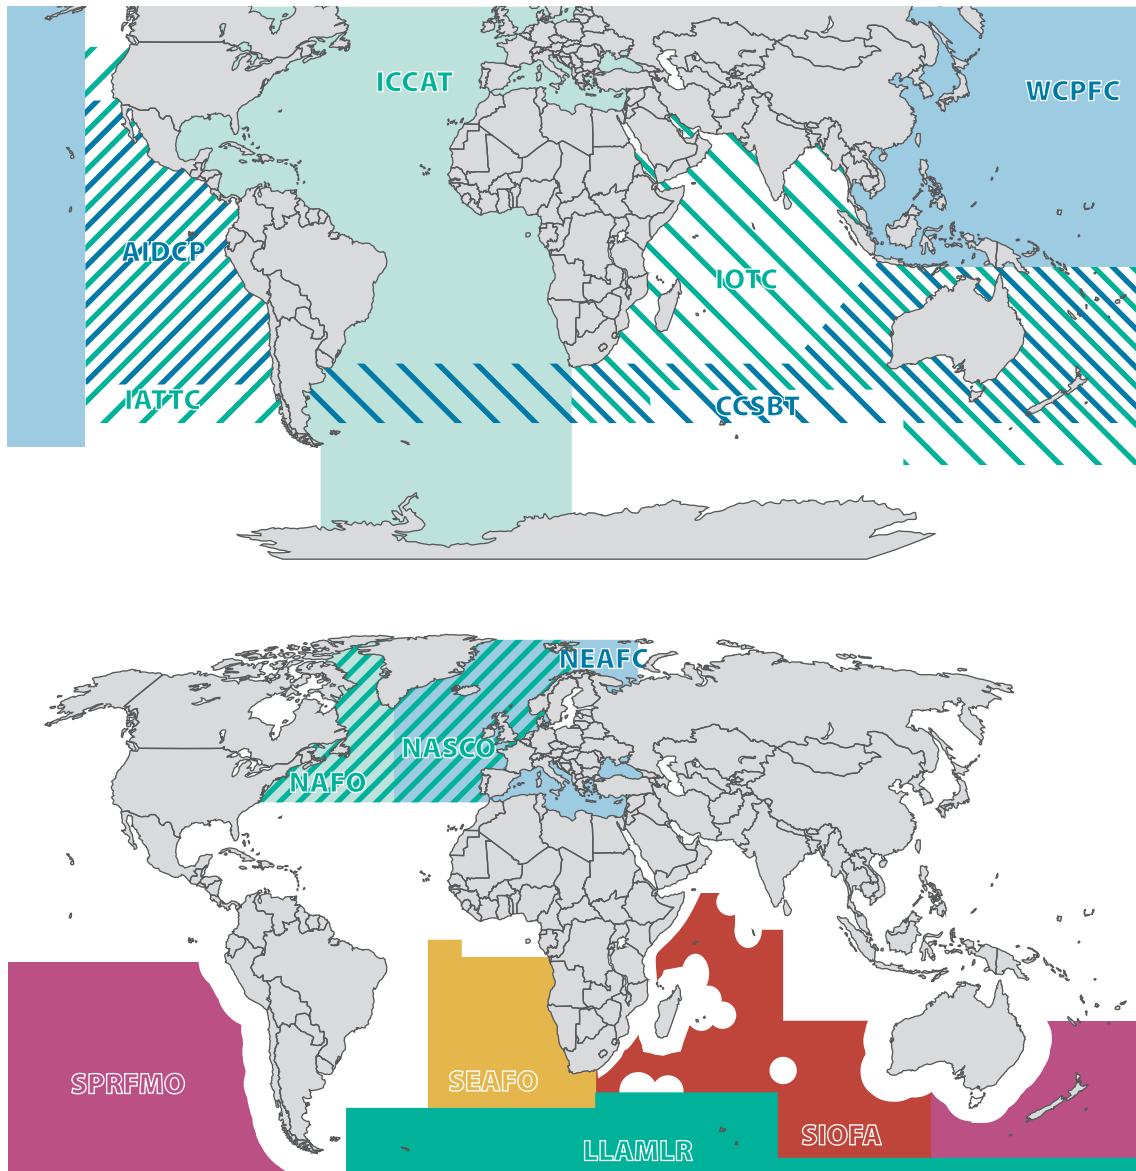 ICCAT
WCPFC
AIDCP
IOTC
IATTC
CCSBT
NEAFC
NASCO
NAFO
SPRFMO
SEAFO
SIOFA
LLAMLR